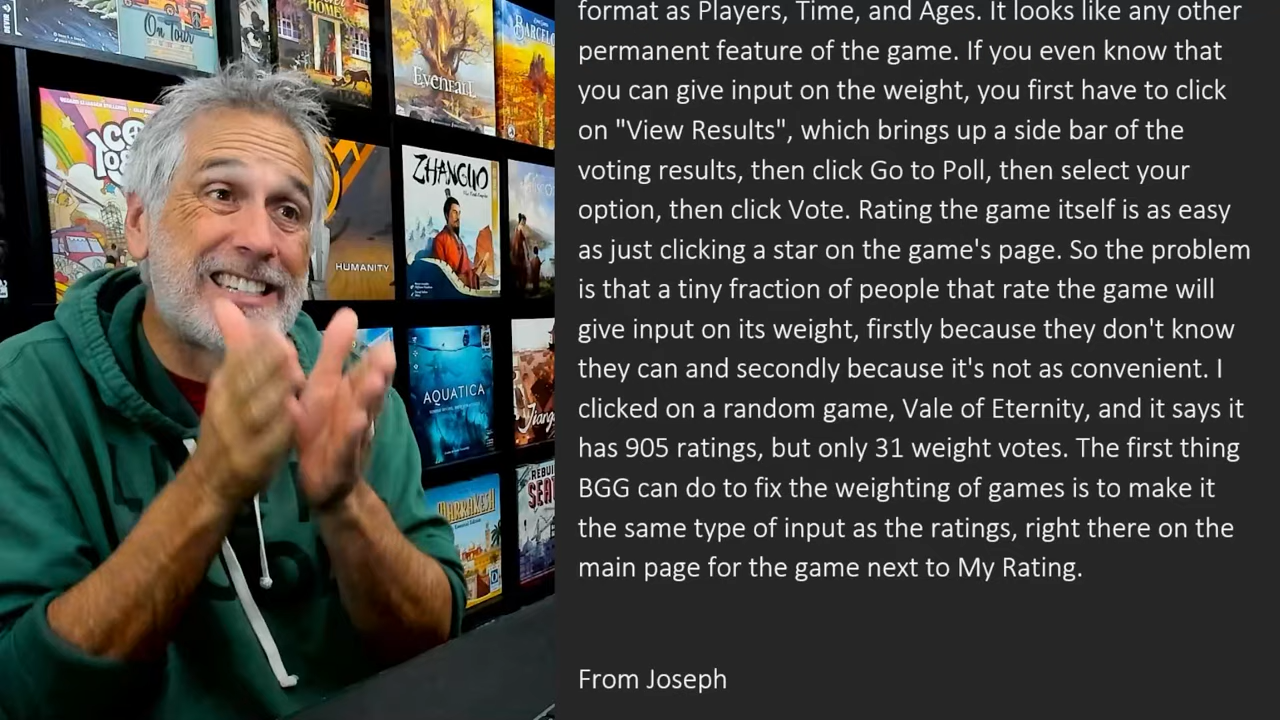 On Tour
HOME
EVENFALL
BARCELO
ZHANGUO
HUMANITY
AQUATICA
Jiang
MARRAKESH
REBUI
SEA
format as Players, Time, and Ages. It looks like any other
permanent feature of the game. If you even know that
you can give input on the weight, you first have to click
on "View Results", which brings up a side bar of the
voting results, then click Go to Poll, then select your
option, then click Vote. Rating the game itself is as easy
as just clicking a star on the game's page. So the problem
is that a tiny fraction of people that rate the game will
give input on its weight, firstly because they don't know
they can and secondly because it's not as convenient. I
clicked on a random game, Vale of Eternity, and it says it
has 905 ratings, but only 31 weight votes. The first thing
BGG can do to fix the weighting of games is to make it
the same type of input as the ratings, right there on the
main page for the game next to My Rating.
From Joseph